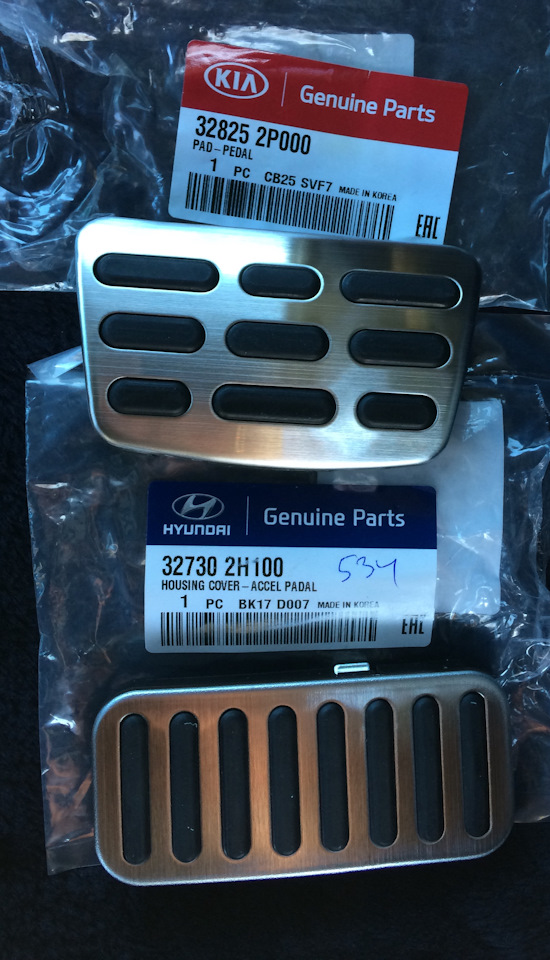 KIA Genuine Parts
32825 2P000
PAD-PEDAL
1 PC CB25 SVF7 MADE IN KOREA
EAC
HYUNDAI Genuine Parts
32730 2H100 534
HOUSING COVER-ACCEL PADAL
1 PC BK17 D007 MADE IN KOREA
EAC